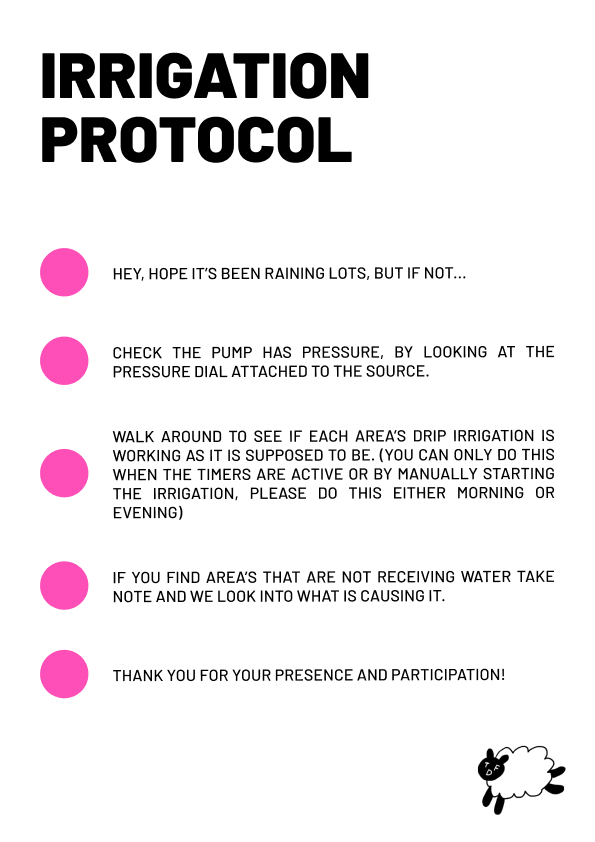 IRRIGATION
PROTOCOL
HEY, HOPE IT'S BEEN RAINING LOTS, BUT IF NOT...
CHECK THE PUMP HAS PRESSURE, BY LOOKING AT THE
PRESSURE DIAL ATTACHED TO THE SOURCE.
WALK AROUND TO SEE IF EACH AREA'S DRIP IRRIGATION IS
WORKING AS IT IS SUPPOSED TO BE. (YOU CAN ONLY DO THIS
WHEN THE TIMERS ARE ACTIVE OR BY MANUALLY STARTING
THE IRRIGATION, PLEASE DO THIS EITHER MORNING OR
EVENING)
IF YOU FIND AREA'S THAT ARE NOT RECEIVING WATER TAKE
NOTE AND WE LOOK INTO WHAT IS CAUSING IT.
THANK YOU FOR YOUR PRESENCE AND PARTICIPATION!
T F
D